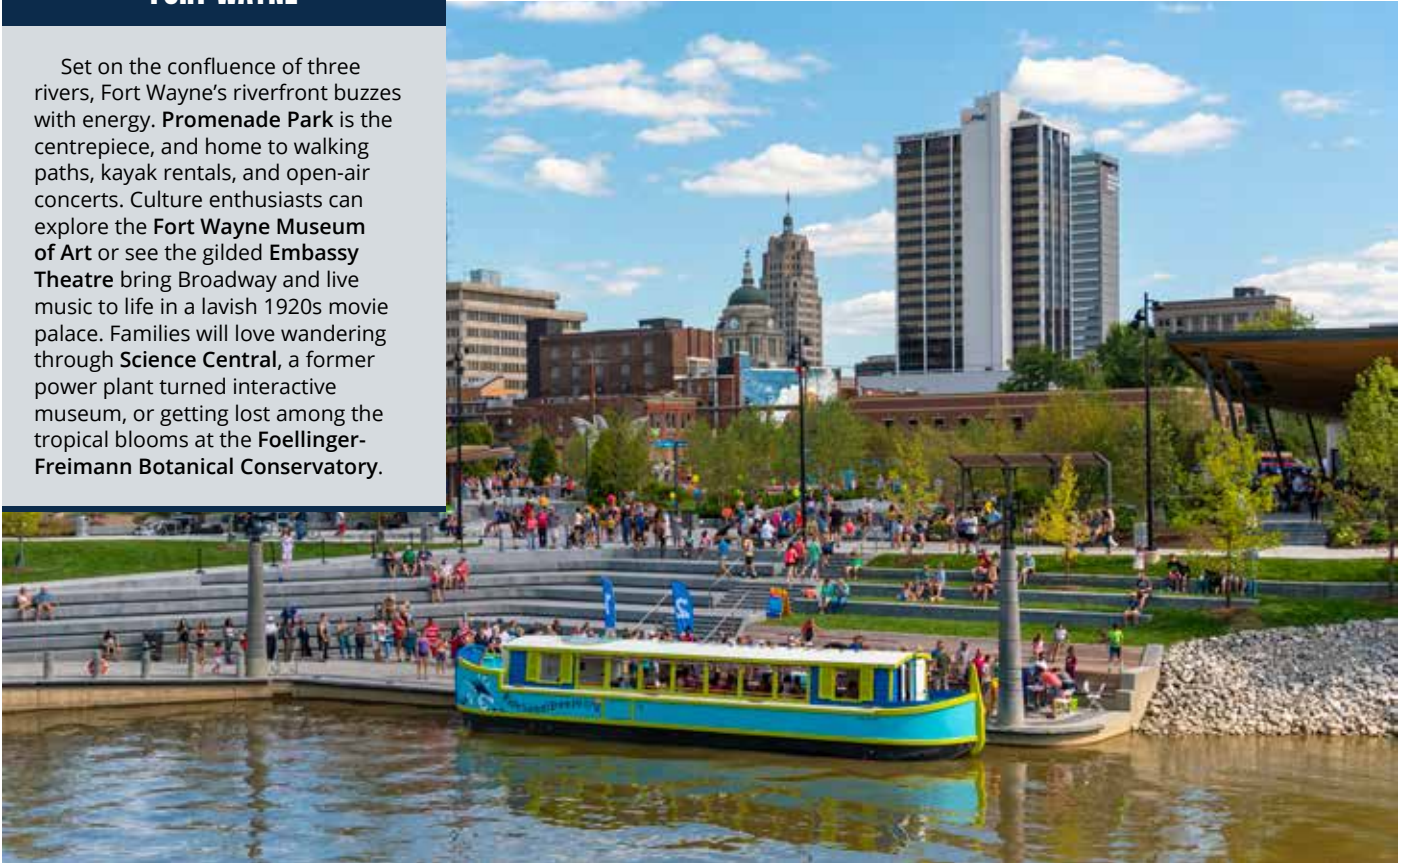 FORT WAYNE
Set on the confluence of three
rivers, Fort Wayne’s riverfront buzzes
with energy. Promenade Park is the
centrepiece, and home to walking
paths, kayak rentals, and open-air
concerts. Culture enthusiasts can
explore the Fort Wayne Museum
of Art or see the gilded Embassy
Theatre bring Broadway and live
music to life in a lavish 1920s movie
palace. Families will love wandering
through Science Central, a former
power plant turned interactive
museum, or getting lost among the
tropical blooms at the Foellinger-
Freimann Botanical Conservatory.